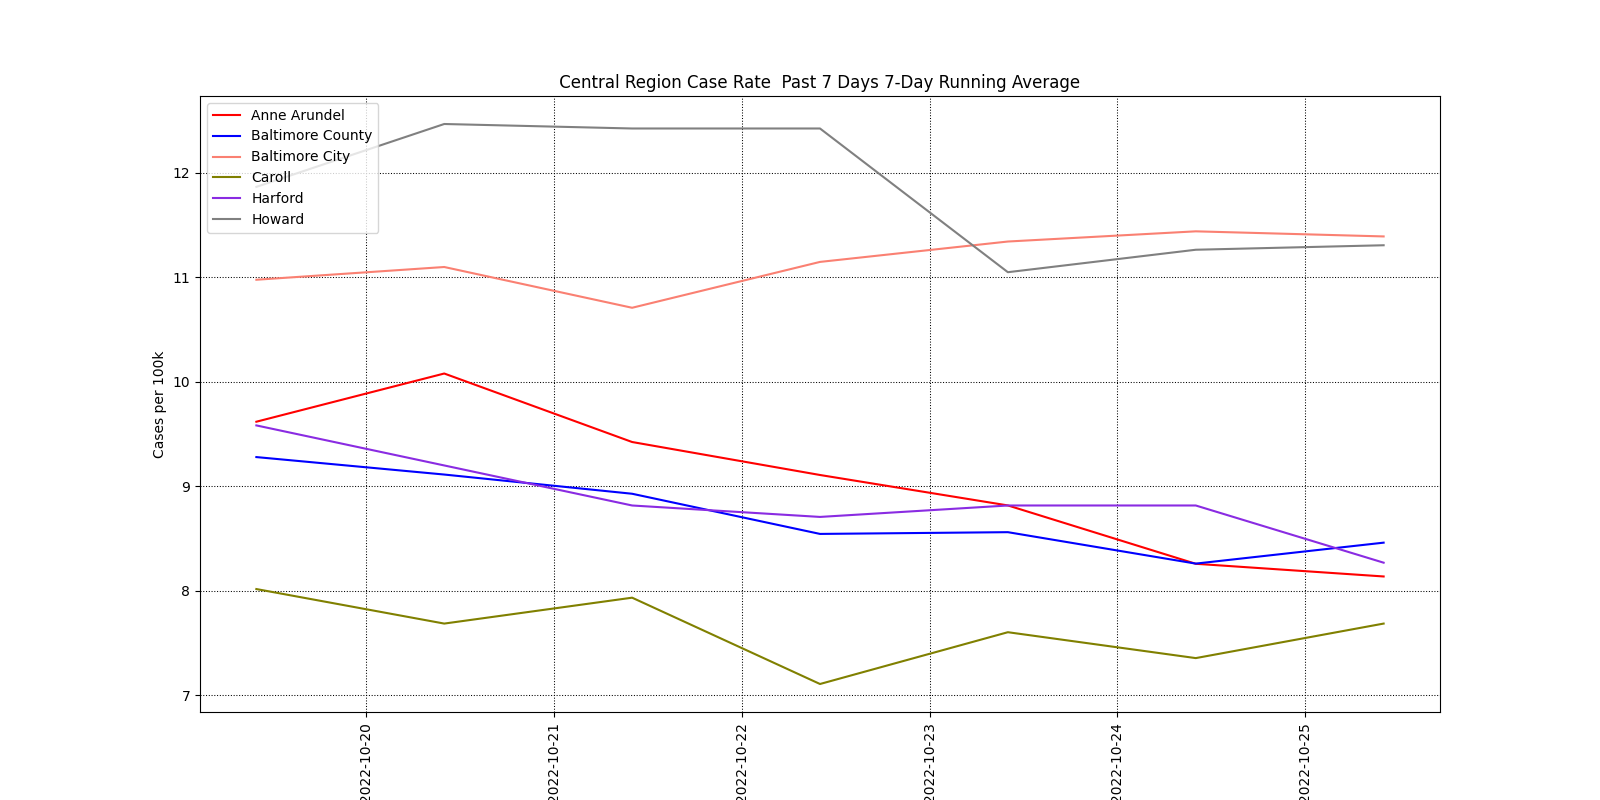 Central Region Case Rate  Past 7 Days 7-Day Running Average
Anne Arundel
Baltimore County
Baltimore City
Caroll
Harford
Howard
Cases per 100k
12
11
10
9
8
7
2022-10-20
2022-10-21
2022-10-22
2022-10-23
2022-10-24
2022-10-25